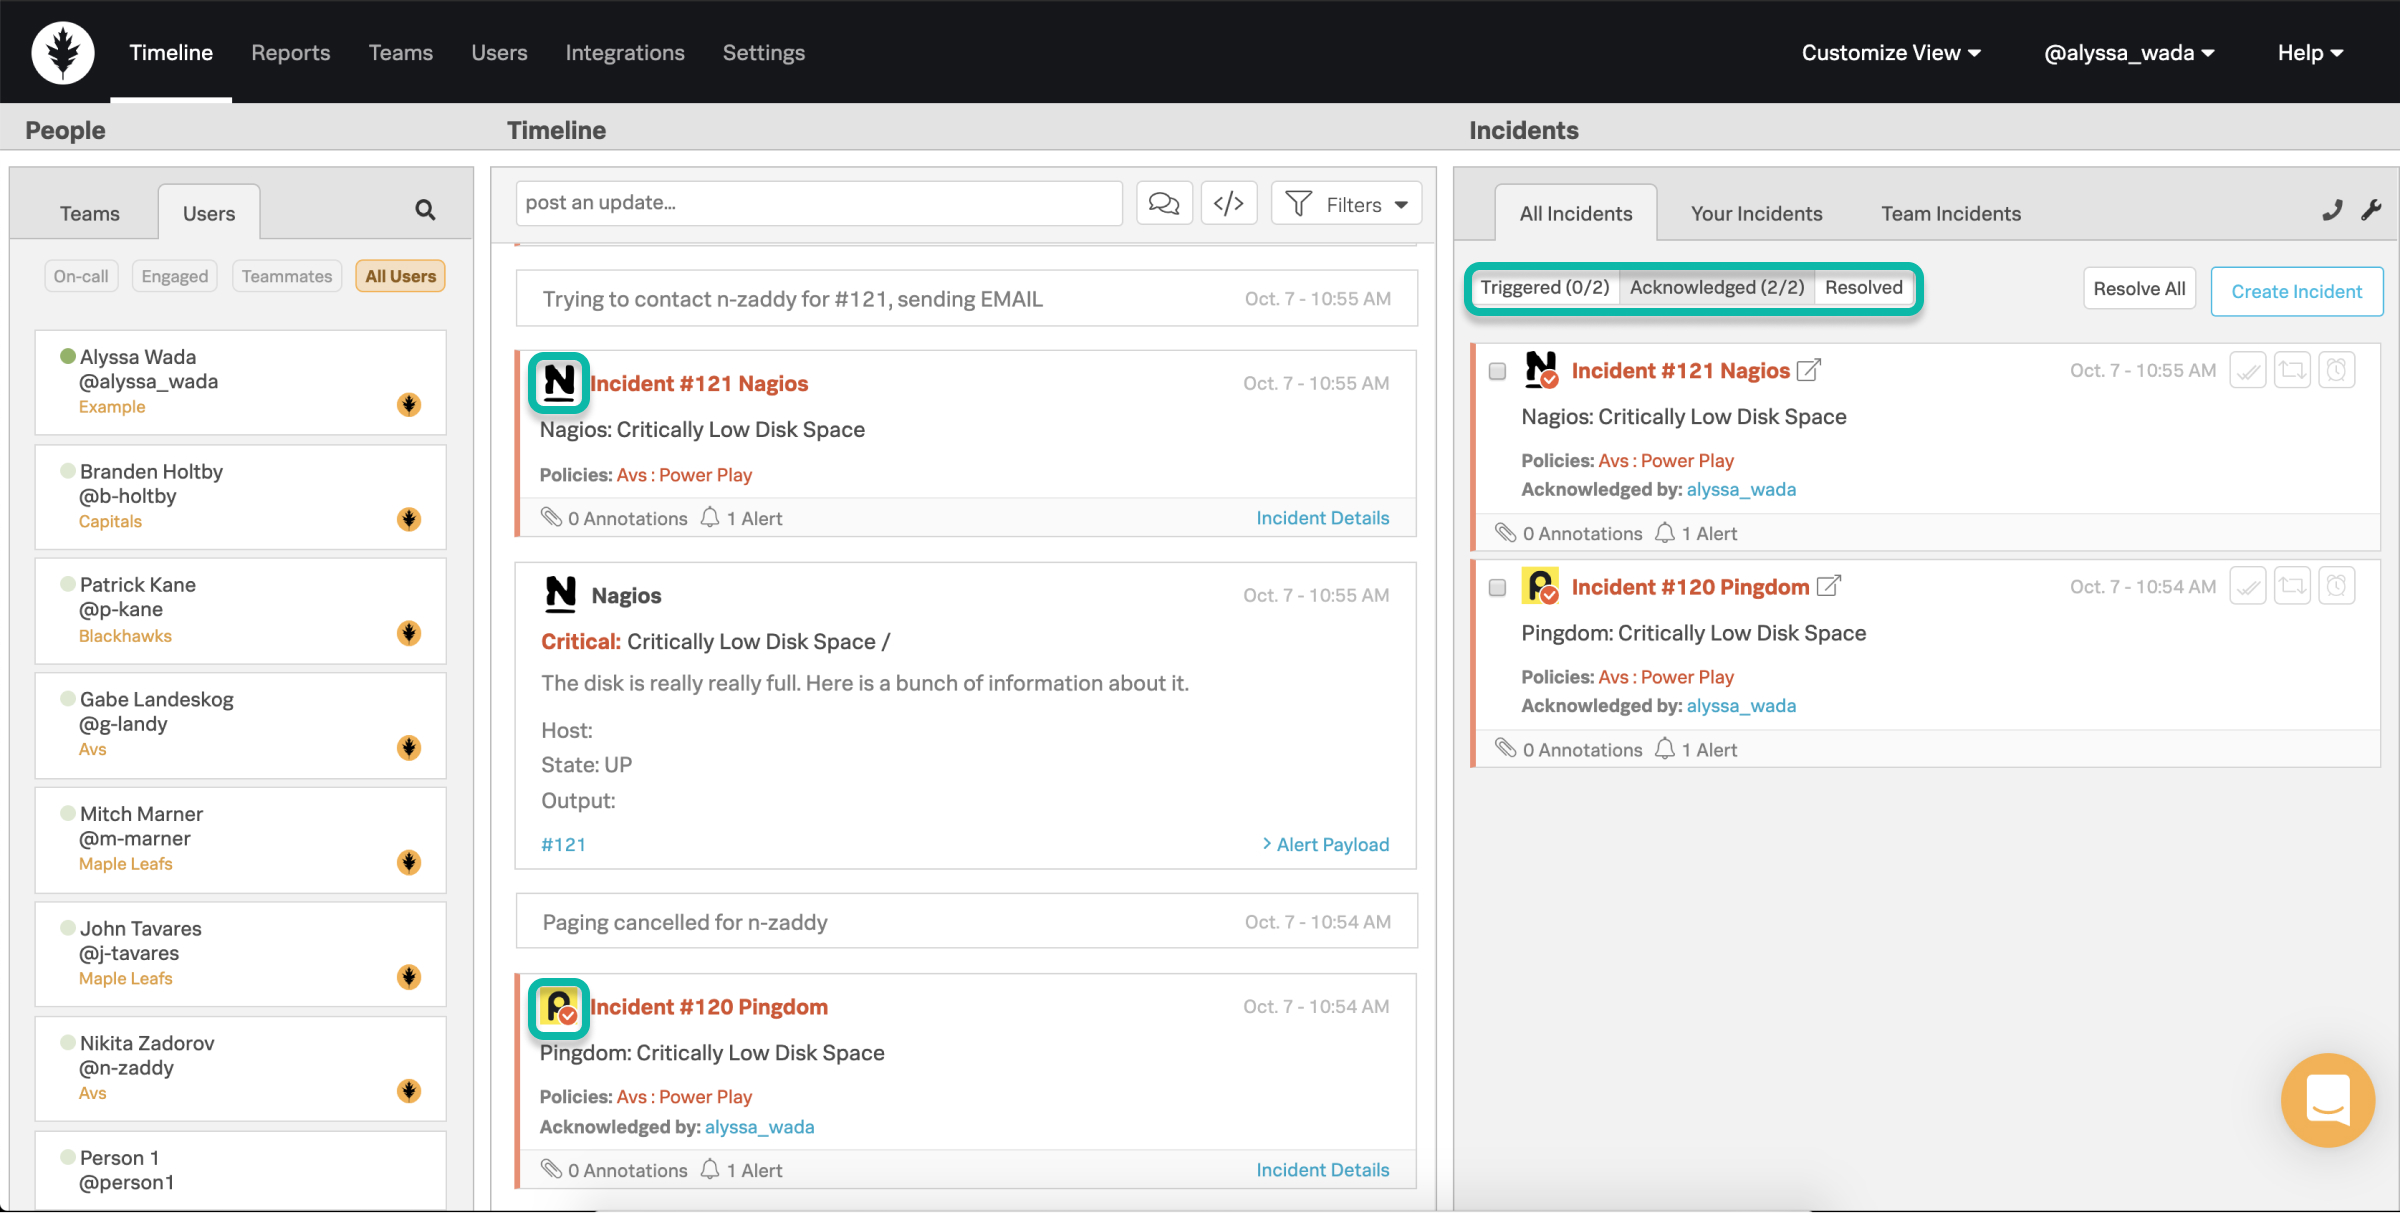 Timeline
Reports
Teams
Users
Integrations
Settings
Customize View
@alyssa_wada
Help
People
Timeline
Incidents
Teams
Users
On-call
Engaged
Teammates
All Users
Alyssa Wada
@alyssa_wada
Example
Branden Holtby
@b-holtby
Capitals
Patrick Kane
@p-kane
Blackhawks
Gabe Landeskog
@g-landy
Avs
Mitch Marner
@m-marner
Maple Leafs
John Tavares
@j-tavares
Maple Leafs
Nikita Zadorov
@n-zaddy
Avs
Person 1
@person1
post an update...
</>
Filters
Trying to contact n-zaddy for #121, sending EMAIL
Oct. 7 - 10:55 AM
N
Incident #121 Nagios
Oct. 7 - 10:55 AM
Nagios: Critically Low Disk Space
Policies: Avs : Power Play
0 Annotations
1 Alert
Incident Details
N
Nagios
Oct. 7 - 10:55 AM
Critical: Critically Low Disk Space /
The disk is really really full. Here is a bunch of information about it.
Host:
State: UP
Output:
#121
> Alert Payload
Paging cancelled for n-zaddy
Oct. 7 - 10:54 AM
P
Incident #120 Pingdom
Oct. 7 - 10:54 AM
Pingdom: Critically Low Disk Space
Policies: Avs : Power Play
Acknowledged by: alyssa_wada
0 Annotations
1 Alert
Incident Details
All Incidents
Your Incidents
Team Incidents
Triggered (0/2)
Acknowledged (2/2)
Resolved
Resolve All
Create Incident
N
Incident #121 Nagios
Oct. 7 - 10:55 AM
Nagios: Critically Low Disk Space
Policies: Avs : Power Play
Acknowledged by: alyssa_wada
0 Annotations
1 Alert
P
Incident #120 Pingdom
Oct. 7 - 10:54 AM
Pingdom: Critically Low Disk Space
Policies: Avs : Power Play
Acknowledged by: alyssa_wada
0 Annotations
1 Alert